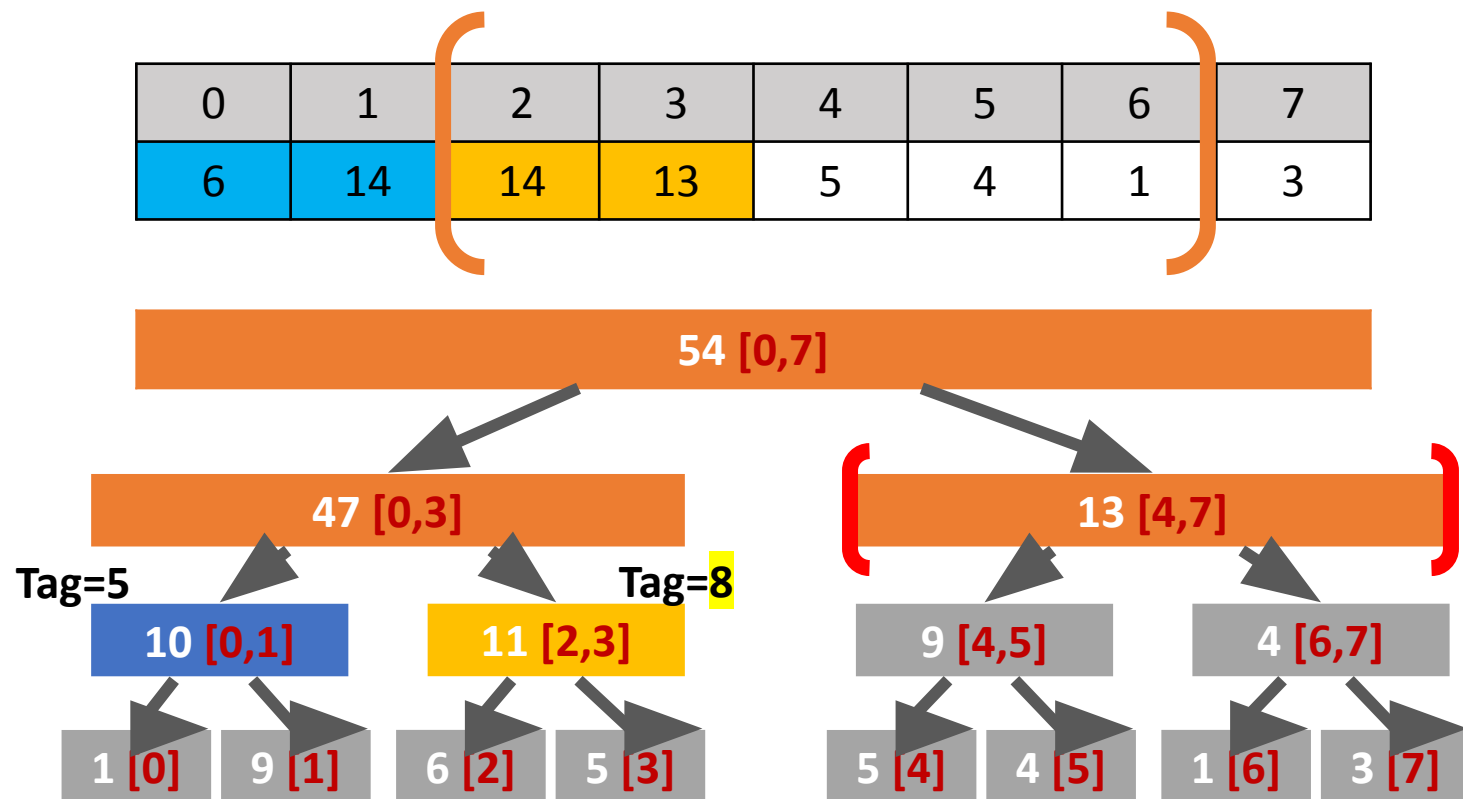 0 1 2 3 4 5 6 7
6 14 14 13 5 4 1 3
54 [0,7]
47 [0,3] 13 [4,7]
Tag=5 Tag=8
10 [0,1] 11 [2,3] 9 [4,5] 4 [6,7]
1 [0] 9 [1] 6 [2] 5 [3] 5 [4] 4 [5] 1 [6] 3 [7]